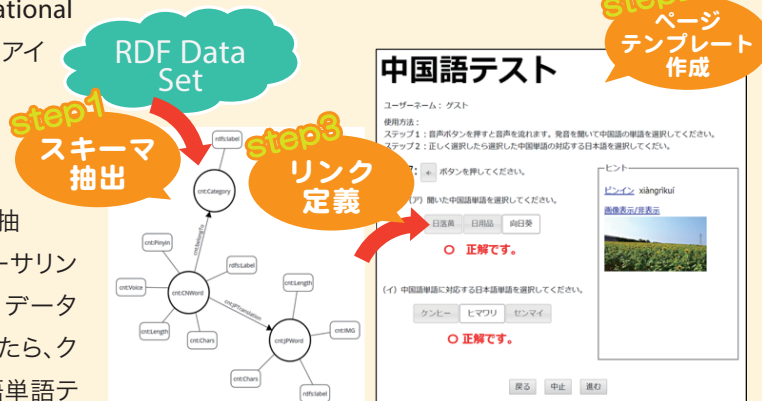 ational
アイ
抽
ーサリン
データ
たら、ク
語単語テ
RDF Data
Set
step1
スキーマ
抽出
step3
リンク
定義
ページ
テンプレート
作成
rdfs:label
cnt:Category
cnt:belongTo
cnt:Pinyin
rdfs:Label
cnt:Voice
cnt:CNWord
cnt:Length
cnt:Length
cnt:Chars
cnt:JPTranslation
cnt:JPWord
cnt:IMG
cnt:Chars
rdfs:label
中国語テスト
ユーザーネーム： ゲスト
使用方法：
ステップ1：音声ボタンを押すと音声を流れます。発音を聞いて中国語の単語を選択してください。
ステップ2：正しく選択したら選択した中国単語の対応する日本語を選択してくだい。
ボタンを押してください。
(ア) 聞いた中国語単語を選択してください。
日落黄 日用品 向日葵
〇 正解です。
(イ) 中国語単語に対応する日本語単語を選択してください。
ケンヒー ヒマワリ センマイ
〇 正解です。
ヒント
ピンイン xiàngrìkuí
画像表示/非表示
戻る 中止 進む